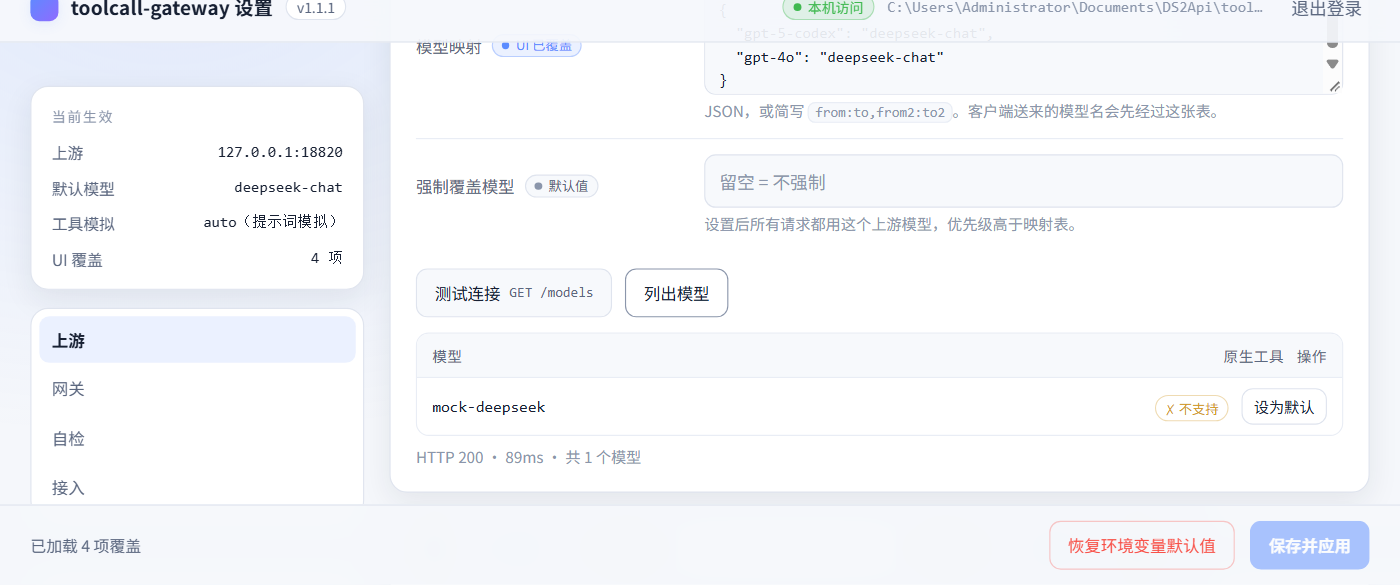 toolcall-gateway 设置 v1.1.1 本机访问 C:\Users\Administrator\Documents\DS2Api\tool… 退出登录
{
"gpt-5-codex": "deepseek-chat",
模型映射 UI 已覆盖
"gpt-4o": "deepseek-chat"
}
JSON，或简写 from:to,from2:to2 。客户端送来的模型名会先经过这张表。
当前生效
上游 127.0.0.1:18820
默认模型 deepseek-chat
工具模拟 auto（提示词模拟）
UI 覆盖 4 项
强制覆盖模型 默认值 留空 = 不强制
设置后所有请求都用这个上游模型，优先级高于映射表。
测试连接 GET /models 列出模型
上游
网关
自检
接入
模型 原生工具 操作
mock-deepseek ✗ 不支持 设为默认
HTTP 200 · 89ms · 共 1 个模型
已加载 4 项覆盖 恢复环境变量默认值 保存并应用